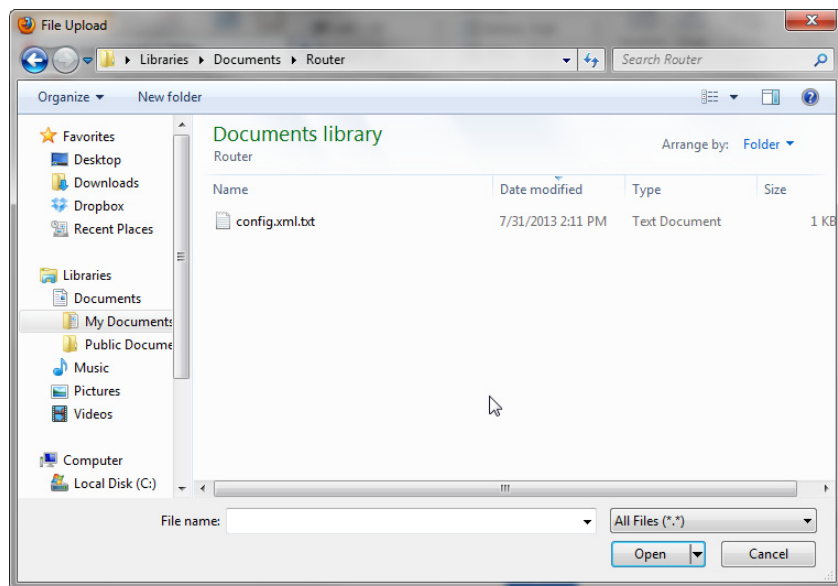 File Upload
Libraries Documents Router
Search Router
Organize New folder
Favorites
Desktop
Downloads
Dropbox
Recent Places
Libraries
Documents
My Documents
Public Docume
Music
Pictures
Videos
Computer
Local Disk (C:)
Documents library
Router
Arrange by: Folder
Name Date modified Type Size
config.xml.txt 7/31/2013 2:11 PM Text Document 1 KB
File name: All Files (*.*)
Open Cancel